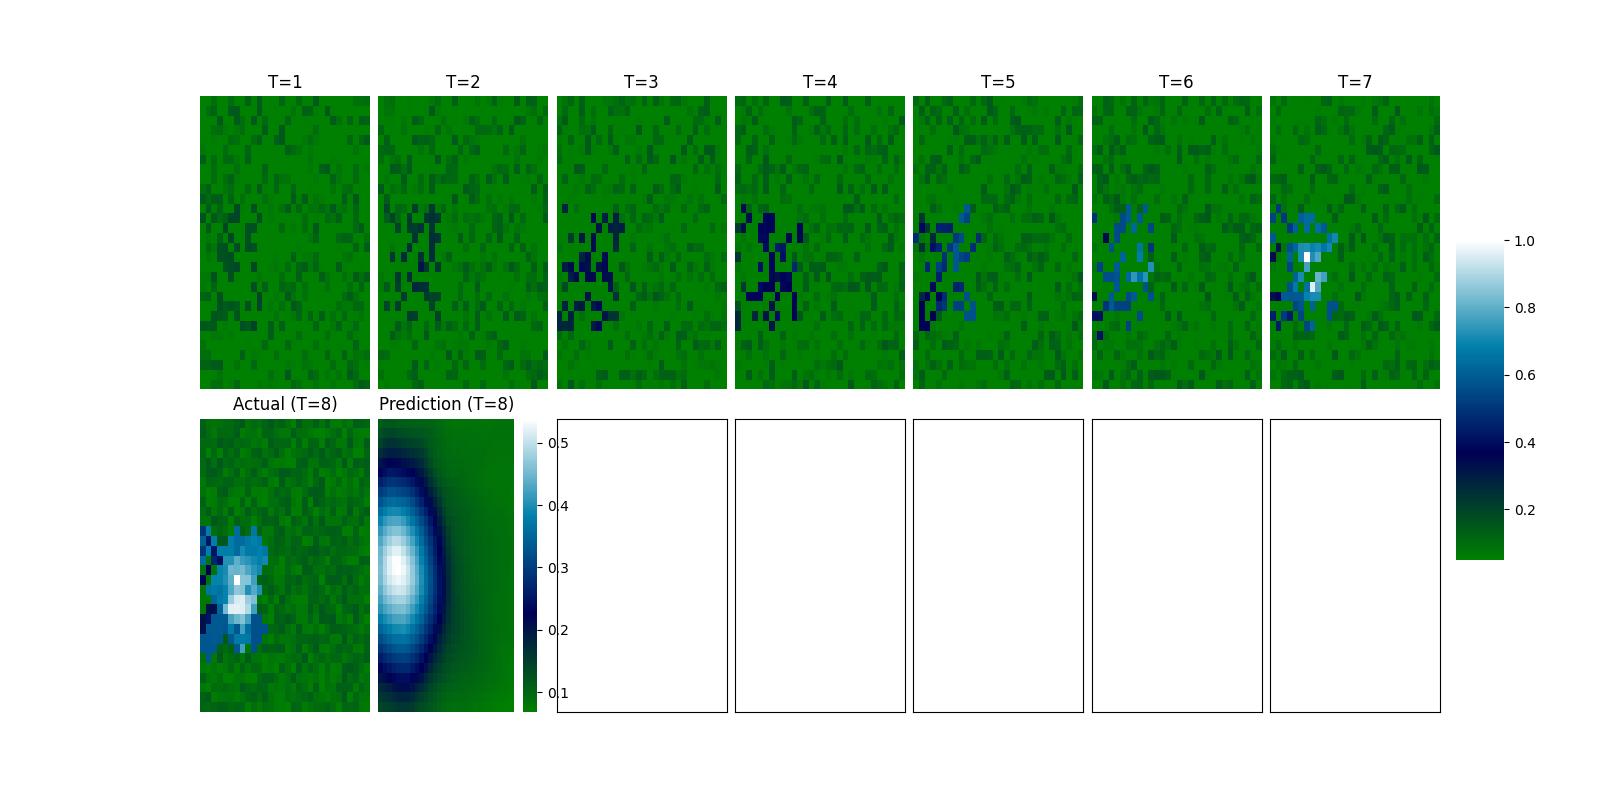 T=1
T=2
T=3
T=4
T=5
T=6
T=7
1.0
0.8
0.6
0.4
0.2
Actual (T=8)
Prediction (T=8)
0.5
0.4
0.3
0.2
0.1